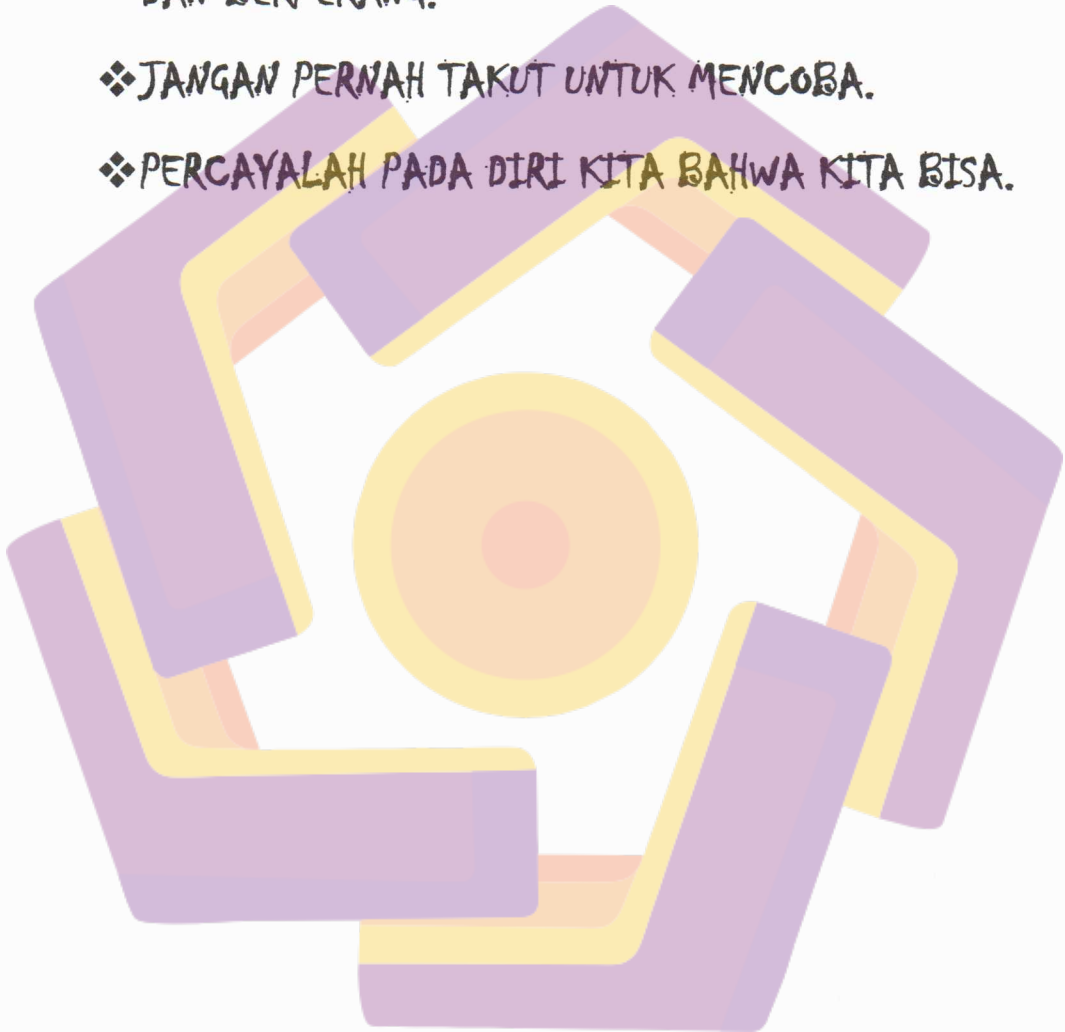 ❖JANGAN PERNAH TAKUT UNTUK MENCOBA.
❖PERCAYALAH PADA DIRI KITA BAHWA KITA BISA.